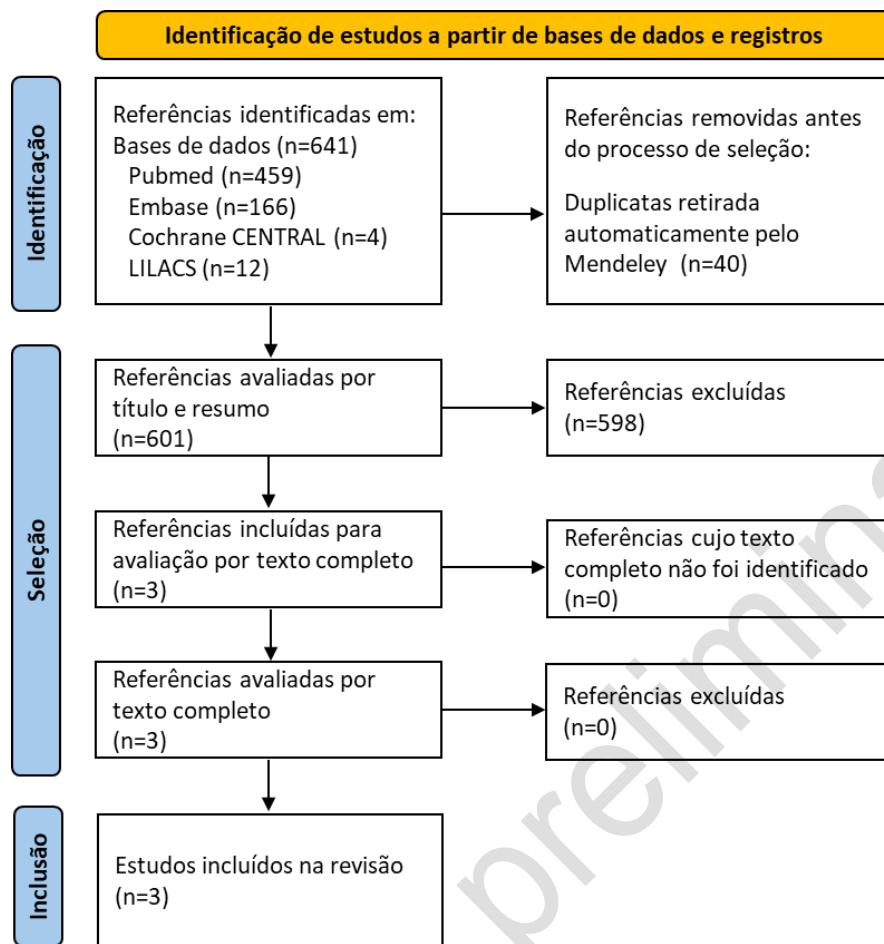 Identificação de estudos a partir de bases de dados e registros
Identificação
Referências identificadas em:
Bases de dados (n=641)
Pubmed (n=459)
Embase (n=166)
Cochrane CENTRAL (n=4)
LILACS (n=12)
Referências removidas antes
do processo de seleção:
Duplicatas retirada
automaticamente pelo
Mendeley (n=40)
Seleção
Referências avaliadas por
título e resumo
(n=601)
Referências excluídas
(n=598)
Referências incluídas para
avaliação por texto completo
(n=3)
Referências cujo texto
completo não foi identificado
(n=0)
Referências avaliadas por
texto completo
(n=3)
Referências excluídas
(n=0)
Inclusão
Estudos incluídos na revisão
(n=3)